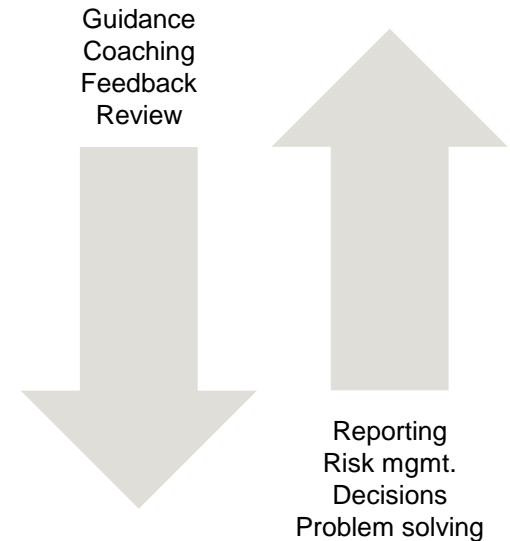 Guidance
Coaching
Feedback
Review
Reporting
Risk mgmt.
Decisions
Problem solving